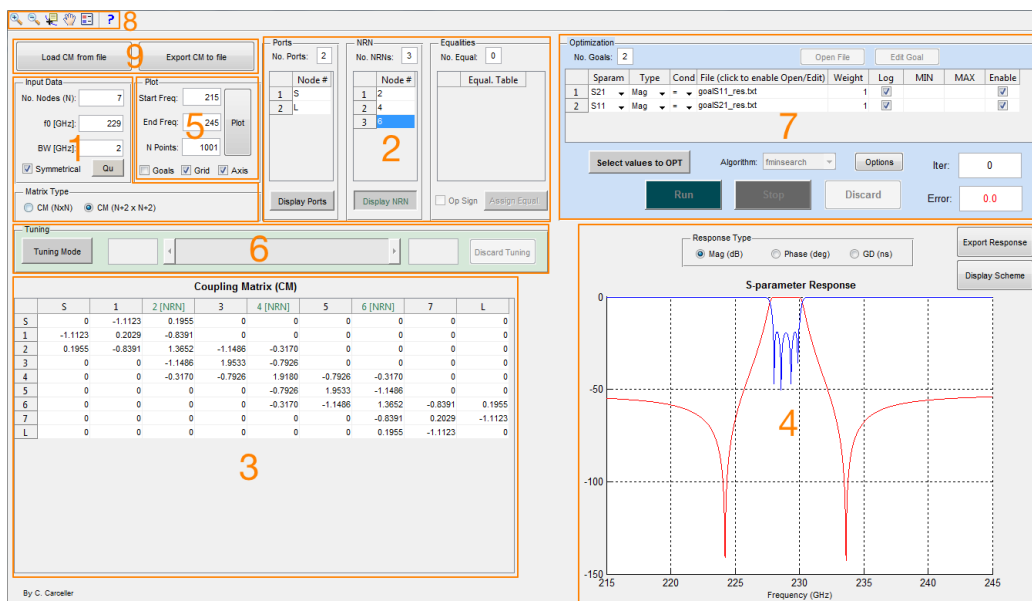 ? 8
Load CM from file Export CM to file 9
Input Data
No. Nodes (N): 7
f0 [GHz] 229
BW [GHz]: 2
Symmetrical Qu
1
Plot
Start Freq: 215
End Freq: 245
N Points: 1001
Plot
Goals Grid Axis
5
Matrix Type
CM (NxN) CM (N+2 x N+2)
Ports
No. Ports: 2
Node #
1 S
2 L
Display Ports
NRN
No. NRNs: 3
Node #
1 2
2 4
3 6
Display NRN
2
Equalities
No. Equal: 0
Equal. Table
Op Sign Assign Equal
Optimization
No. Goals: 2 Open File Edit Goal
Sparam Type Cond File (click to enable Open/Edit) Weight Log MIN MAX Enable
1 S21 Mag = goalS11_res.txt 1
2 S11 Mag = goalS21_res.txt 1
7
Select values to OPT Algorithm: fminsearch Options Iter: 0
Run Stop Discard Error: 0.0
Tuning
Tuning Mode 6 Discard Tuning
Coupling Matrix (CM)
S 1 2 [NRN] 3 4 [NRN] 5 6 [NRN] 7 L
S 0 -1.1123 0.1955 0 0 0 0 0 0
1 -1.1123 0.2029 -0.8391 0 0 0 0 0 0
2 0.1955 -0.8391 1.3652 -1.1486 -0.3170 0 0 0 0
3 0 0 -1.1486 1.9533 -0.7926 0 0 0 0
4 0 0 -0.3170 -0.7926 1.9180 -0.7926 -0.3170 0 0
5 0 0 0 0 -0.7926 1.9533 -1.1486 0 0
6 0 0 0 0 -0.3170 -1.1486 1.3652 -0.8391 0.1955
7 0 0 0 0 0 0 -0.8391 0.2029 -1.1123
L 0 0 0 0 0 0 0.1955 -1.1123 0
3
Response Type
Mag (dB) Phase (deg) GD (ns)
Export Response
Display Scheme
S-parameter Response
0
-50
-100
-150
4
215 220 225 230 235 240 245
Frequency (GHz)
By C. Carceller